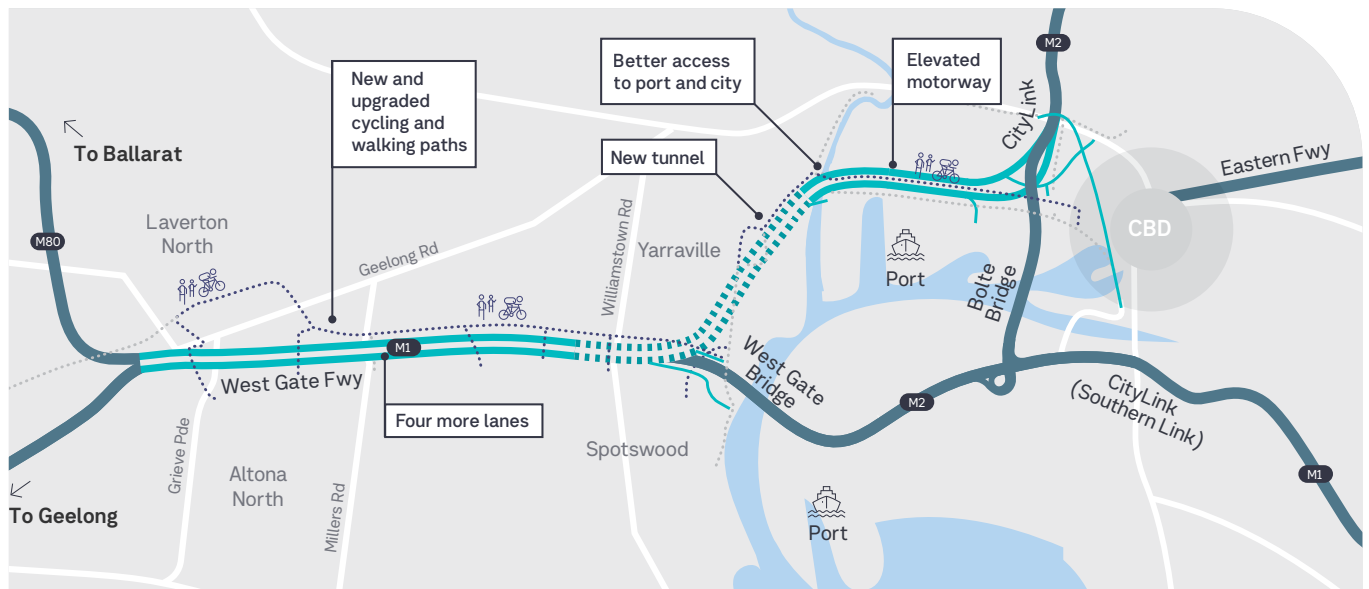 M2
Better access
to port and city
Elevated
motorway
New and
upgraded
cycling and
walking paths
CityLink
To Ballarat
New tunnel
Eastern Fwy
Laverton
North
M80
Geelong Rd
Williamstown Rd
Yarraville
Port
CBD
Bolte
Bridge
M1
West Gate Fwy
West Gate
Bridge
M2
CityLink
(Southern Link)
Four more lanes
Grieve Pde
Spotswood
Altona
North
Millers Rd
M1
To Geelong
Port